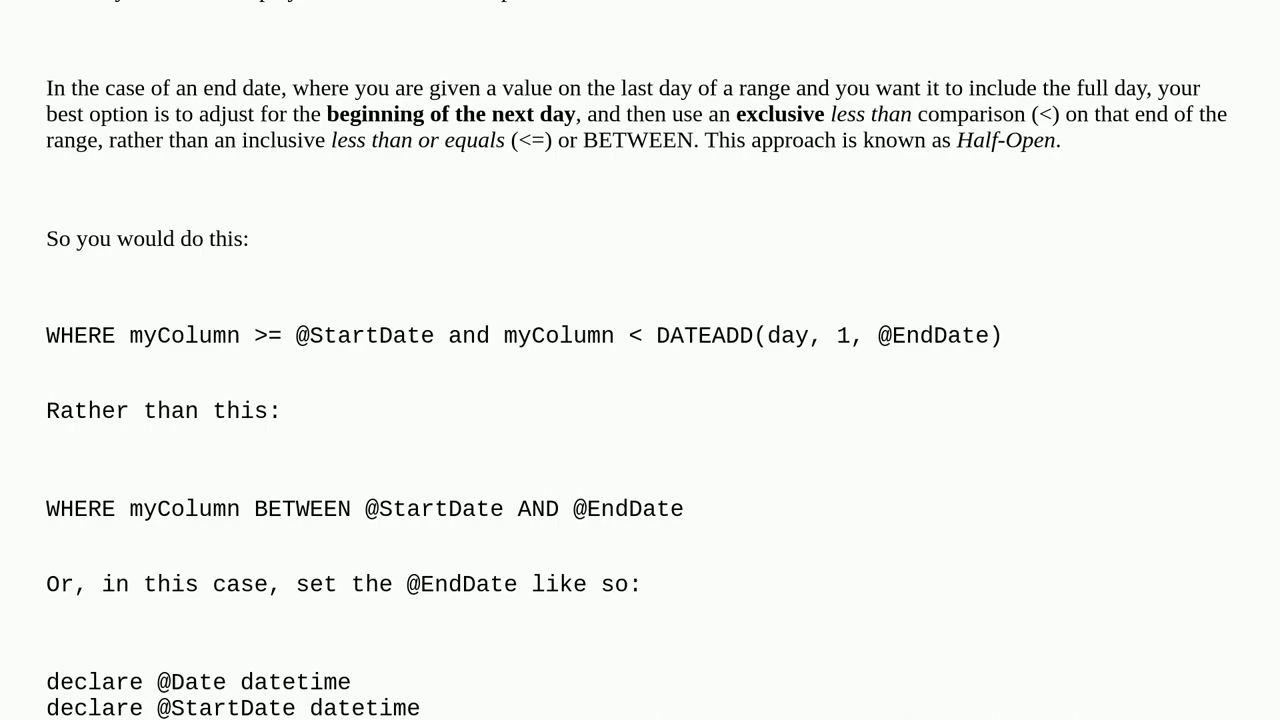 In the case of an end date, where you are given a value on the last day of a range and you want it to include the full day, your
best option is to adjust for the beginning of the next day, and then use an exclusive less than comparison (<) on that end of the
range, rather than an inclusive less than or equals (<=) or BETWEEN. This approach is known as Half-Open.
So you would do this:
WHERE myColumn >= @StartDate and myColumn < DATEADD(day, 1, @EndDate)
Rather than this:
WHERE myColumn BETWEEN @StartDate AND @EndDate
Or, in this case, set the @EndDate like so:
declare @Date datetime
declare @StartDate datetime